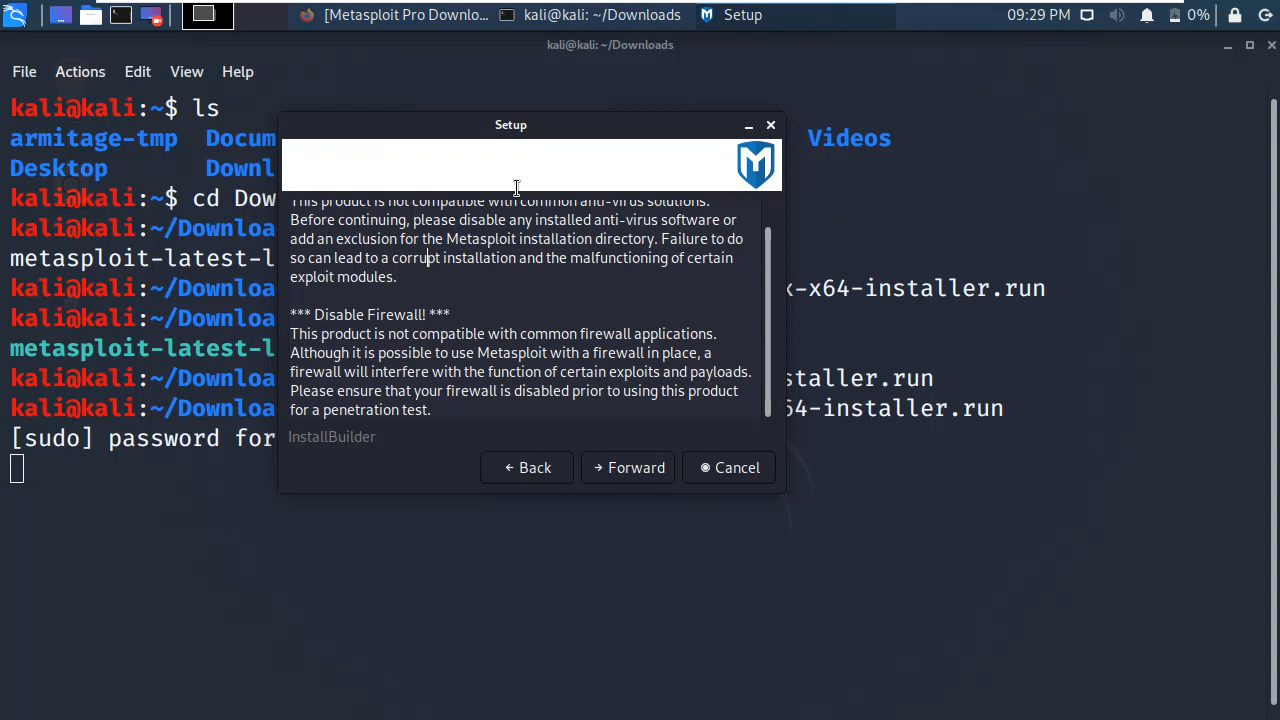 [Metasploit Pro Downlo...
kali@kali: ~/Downloads
Setup
09:29 PM
0%
kali@kali: ~/Downloads
File Actions Edit View Help
kali@kali:~$ ls
armitage-tmp Docum Videos
Desktop Downl
kali@kali:~$ cd Dow
kali@kali:~/Downloa
metasploit-latest-l
kali@kali:~/Downloa x-x64-installer.run
kali@kali:~/Downloa
metasploit-latest-l
kali@kali:~/Downloa staller.run
kali@kali:~/Downloa 64-installer.run
[sudo] password for
Setup
This product is not compatible with common anti-virus solutions.
Before continuing, please disable any installed anti-virus software or
add an exclusion for the Metasploit installation directory. Failure to do
so can lead to a corrupt installation and the malfunctioning of certain
exploit modules.
*** Disable Firewall! ***
This product is not compatible with common firewall applications.
Although it is possible to use Metasploit with a firewall in place, a
firewall will interfere with the function of certain exploits and payloads.
Please ensure that your firewall is disabled prior to using this product
for a penetration test.
InstallBuilder
Back Forward Cancel